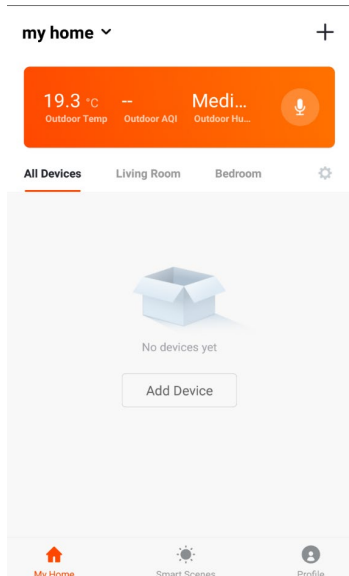 my home
19.3 °C -- Medi...
Outdoor Temp Outdoor AQI Outdoor Hu...
All Devices Living Room Bedroom
No devices yet
Add Device
My Home Smart Scenes Profile